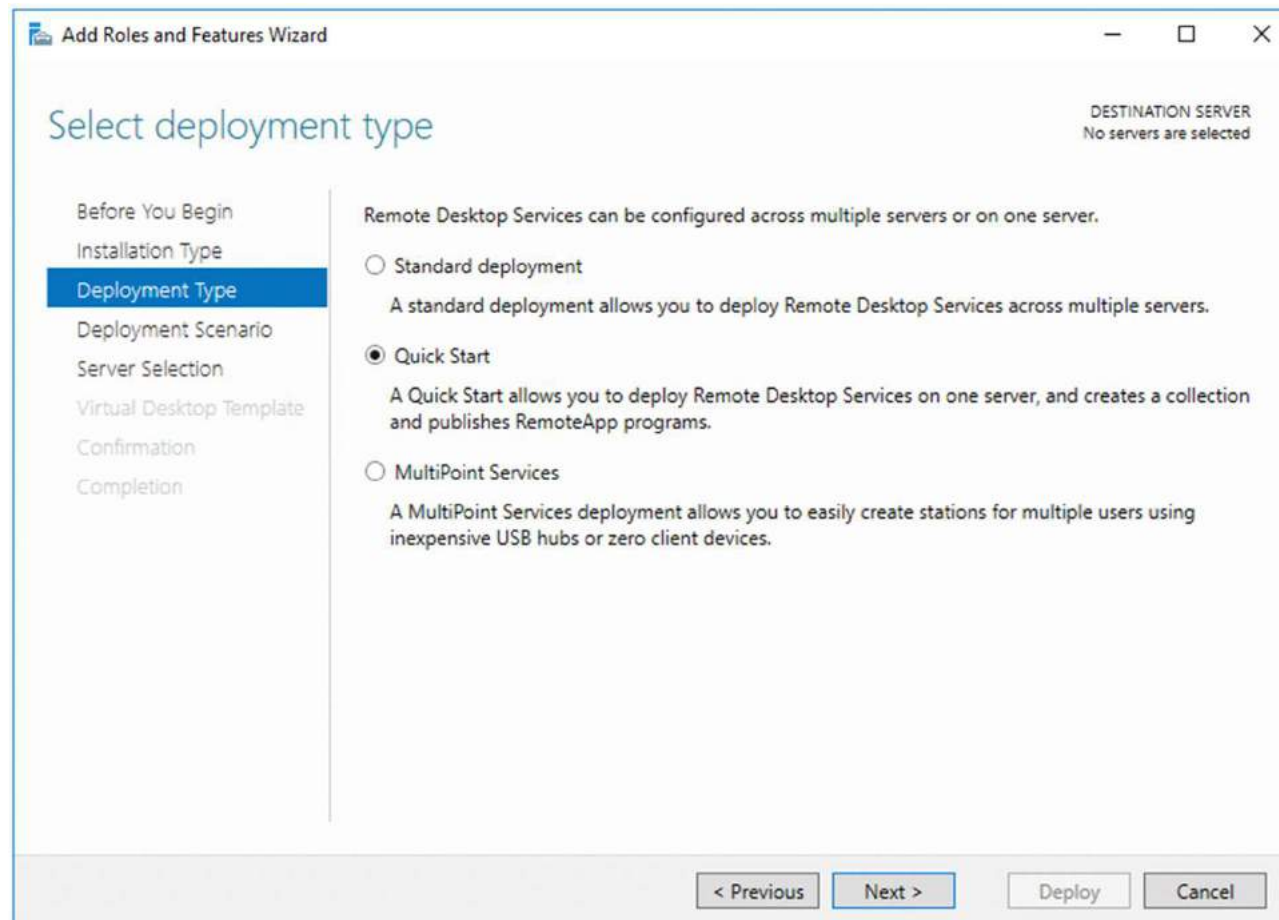 Add Roles and Features Wizard
Select deployment type
DESTINATION SERVER
No servers are selected
Before You Begin
Installation Type
Deployment Type
Deployment Scenario
Server Selection
Virtual Desktop Template
Confirmation
Completion
Remote Desktop Services can be configured across multiple servers or on one server.
Standard deployment
A standard deployment allows you to deploy Remote Desktop Services across multiple servers.
Quick Start
A Quick Start allows you to deploy Remote Desktop Services on one server, and creates a collection
and publishes RemoteApp programs.
MultiPoint Services
A MultiPoint Services deployment allows you to easily create stations for multiple users using
inexpensive USB hubs or zero client devices.
< Previous
Next >
Deploy
Cancel